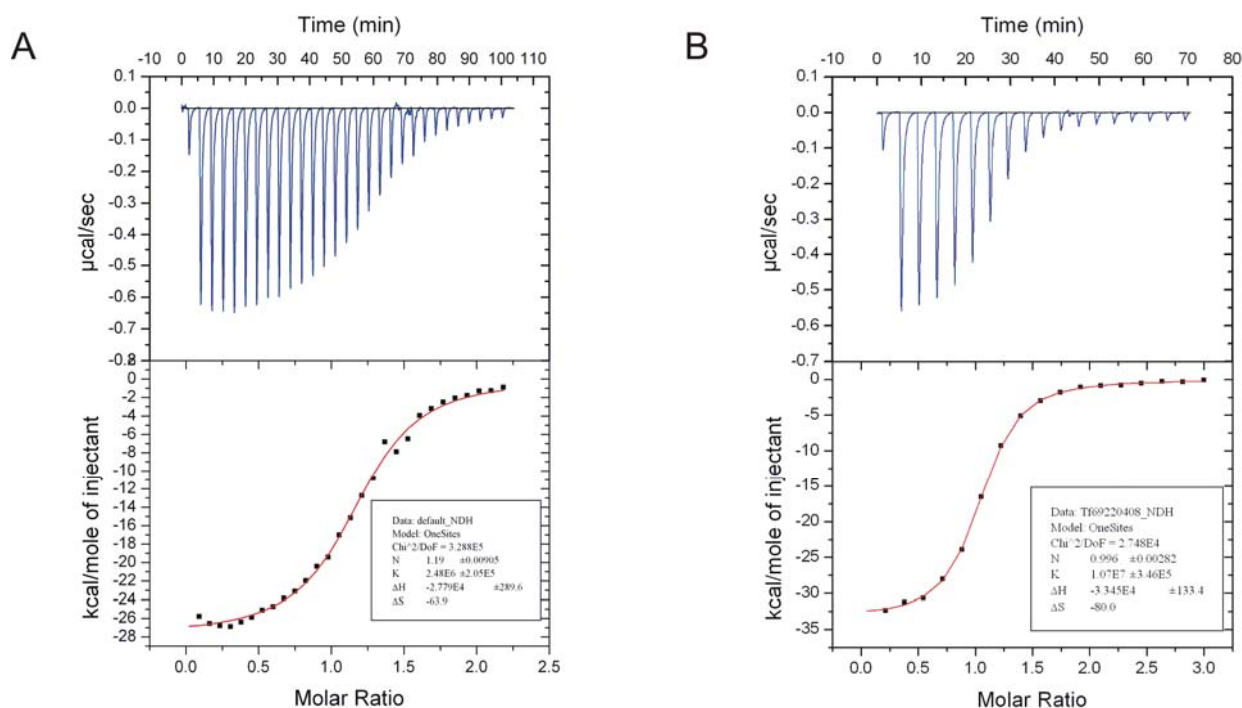 A
Time (min)
-10 0 10 20 30 40 50 60 70 80 90 100 110
0.1
0.0
-0.1
-0.2
-0.3
-0.4
-0.5
-0.6
-0.7
µcal/sec
0
-2
-4
-6
-8
-10
-12
-14
-16
-18
-20
-22
-24
-26
-28
kcal/mole of injectant
Data: default_NDH
Model: OneSites
Chi^2/DoF = 3.288E5
N 1.19 ±0.00905
K 2.48E6 ±2.05E5
ΔH -2.779E4 ±289.6
ΔS -63.9
0.0 0.5 1.0 1.5 2.0 2.5
Molar Ratio
B
Time (min)
-10 0 10 20 30 40 50 60 70 80
0.1
0.0
-0.1
-0.2
-0.3
-0.4
-0.5
-0.6
-0.7
µcal/sec
0
-5
-10
-15
-20
-25
-30
-35
kcal/mole of injectant
Data: Tf69220408_NDH
Model: OneSites
Chi^2/DoF = 2.748E4
N 0.996 ±0.00282
K 1.07E7 ±3.46E5
ΔH -3.345E4 ±133.4
ΔS -80.0
0.0 0.5 1.0 1.5 2.0 2.5 3.0
Molar Ratio